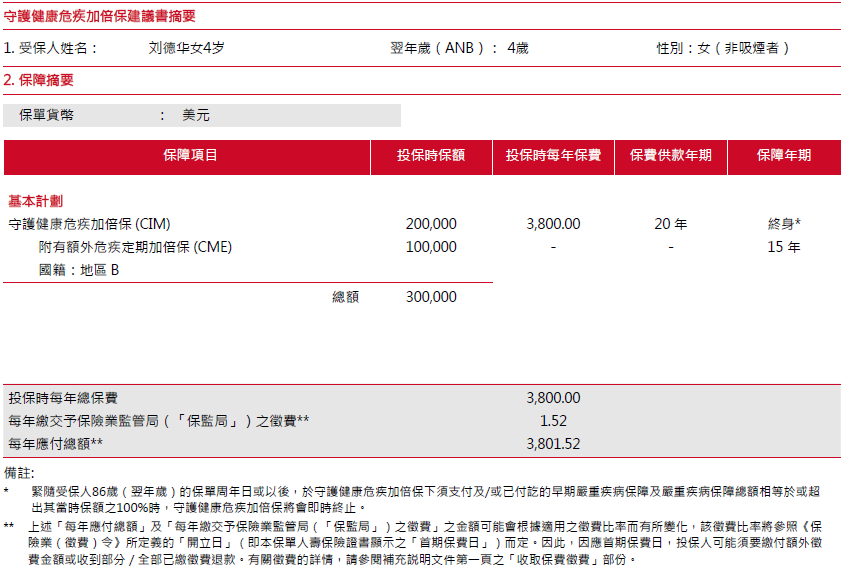 守護健康危疾加倍保建議書摘要
1. 受保人姓名： 刘德华女4岁 翌年歲（ANB）： 4歲 性別：女（非吸煙者）
2. 保障摘要
保單貨幣 ： 美元
保障項目 投保時保額 投保時每年保費 保費供款年期 保障年期
基本計劃
守護健康危疾加倍保 (CIM) 200,000 3,800.00 20 年 終身*
附有額外危疾定期加倍保 (CME) 100,000 - - 15 年
國籍：地區 B
總額 300,000
投保時每年總保費 3,800.00
每年繳交予保險業監管局（「保監局」）之徵費** 1.52
每年應付總額** 3,801.52
備註:
* 緊隨受保人86歲（翌年歲）的保單周年日或以後，於守護健康危疾加倍保下須支付及/或已付訖的早期嚴重疾病保障及嚴重疾病保障總額相等於或超
出其當時保額之100%時，守護健康危疾加倍保將會即時終止。
** 上述「每年應付總額」及「每年繳交予保險業監管局（「保監局」）之徵費」之金額可能會根據適用之徵費比率而有所變化，該徵費比率將參照《保
險業（徵費）令》所定義的「開立日」（即本保單人壽保險證書顯示之「首期保費日」）而定。因此，因應首期保費日，投保人可能須要繳付額外徵
費金額或收到部分／全部已繳徵費退款。有關徵費的詳情，請參閱補充説明文件第一頁之「收取保費徵費」部份。